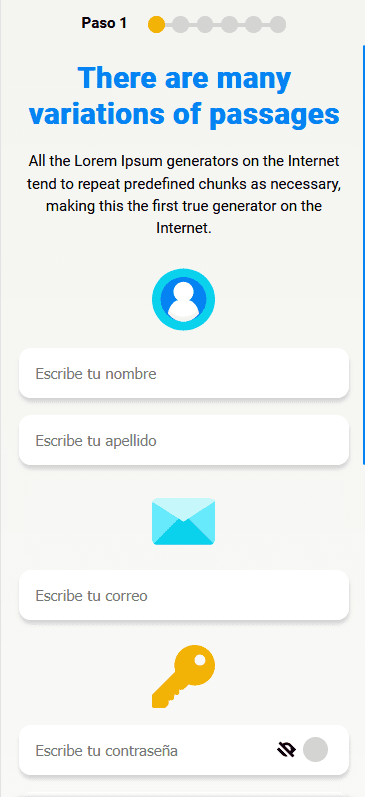 Paso 1
There are many
variations of passages
All the Lorem Ipsum generators on the Internet
tend to repeat predefined chunks as necessary,
making this the first true generator on the
Internet.
Escribe tu nombre
Escribe tu apellido
Escribe tu correo
Escribe tu contraseña